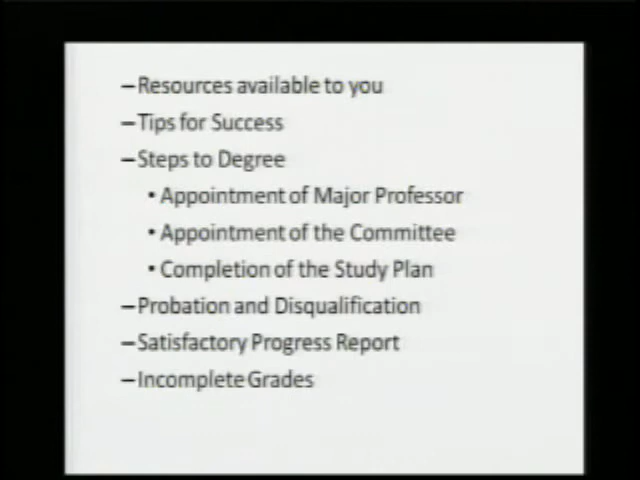 –Resources available to you
–Tips for Success
–Steps to Degree
• Appointment of Major Professor
• Appointment of the Committee
• Completion of the Study Plan
–Probation and Disqualification
–Satisfactory Progress Report
–Incomplete Grades